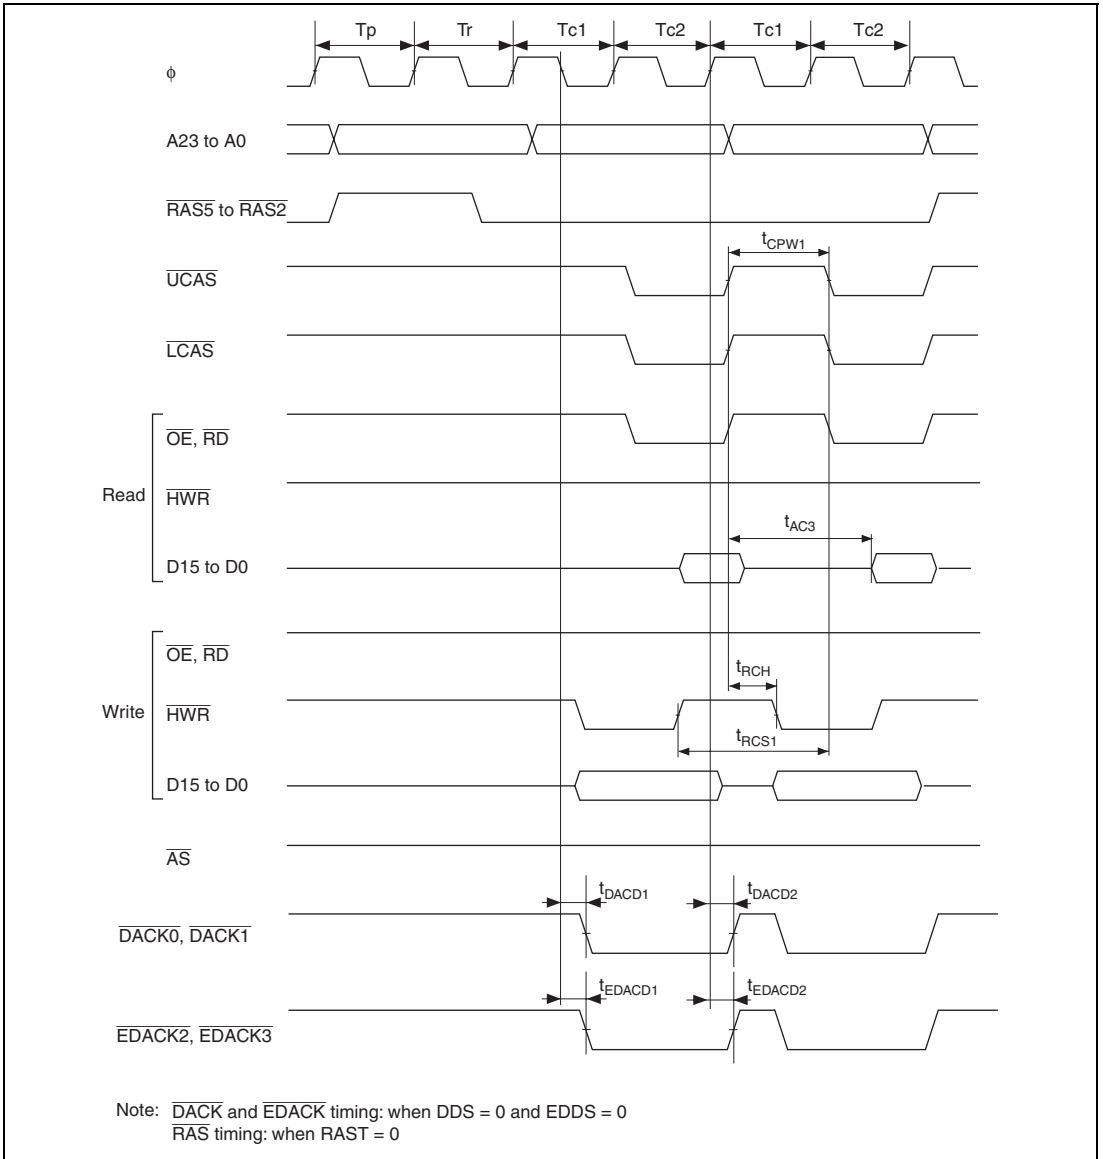 Tp Tr Tc1 Tc2 Tc1 Tc2
ϕ
A23 to A0
RAS5 to RAS2
tCPW1
UCAS
LCAS
OE, RD
Read
HWR
tAC3
D15 to D0
OE, RD
tRCH
Write
HWR
tRCS1
D15 to D0
AS
tDACD1 tDACD2
DACK0, DACK1
tEDACD1 tEDACD2
EDACK2, EDACK3
Note: DACK and EDACK timing: when DDS = 0 and EDDS = 0
RAS timing: when RAST = 0